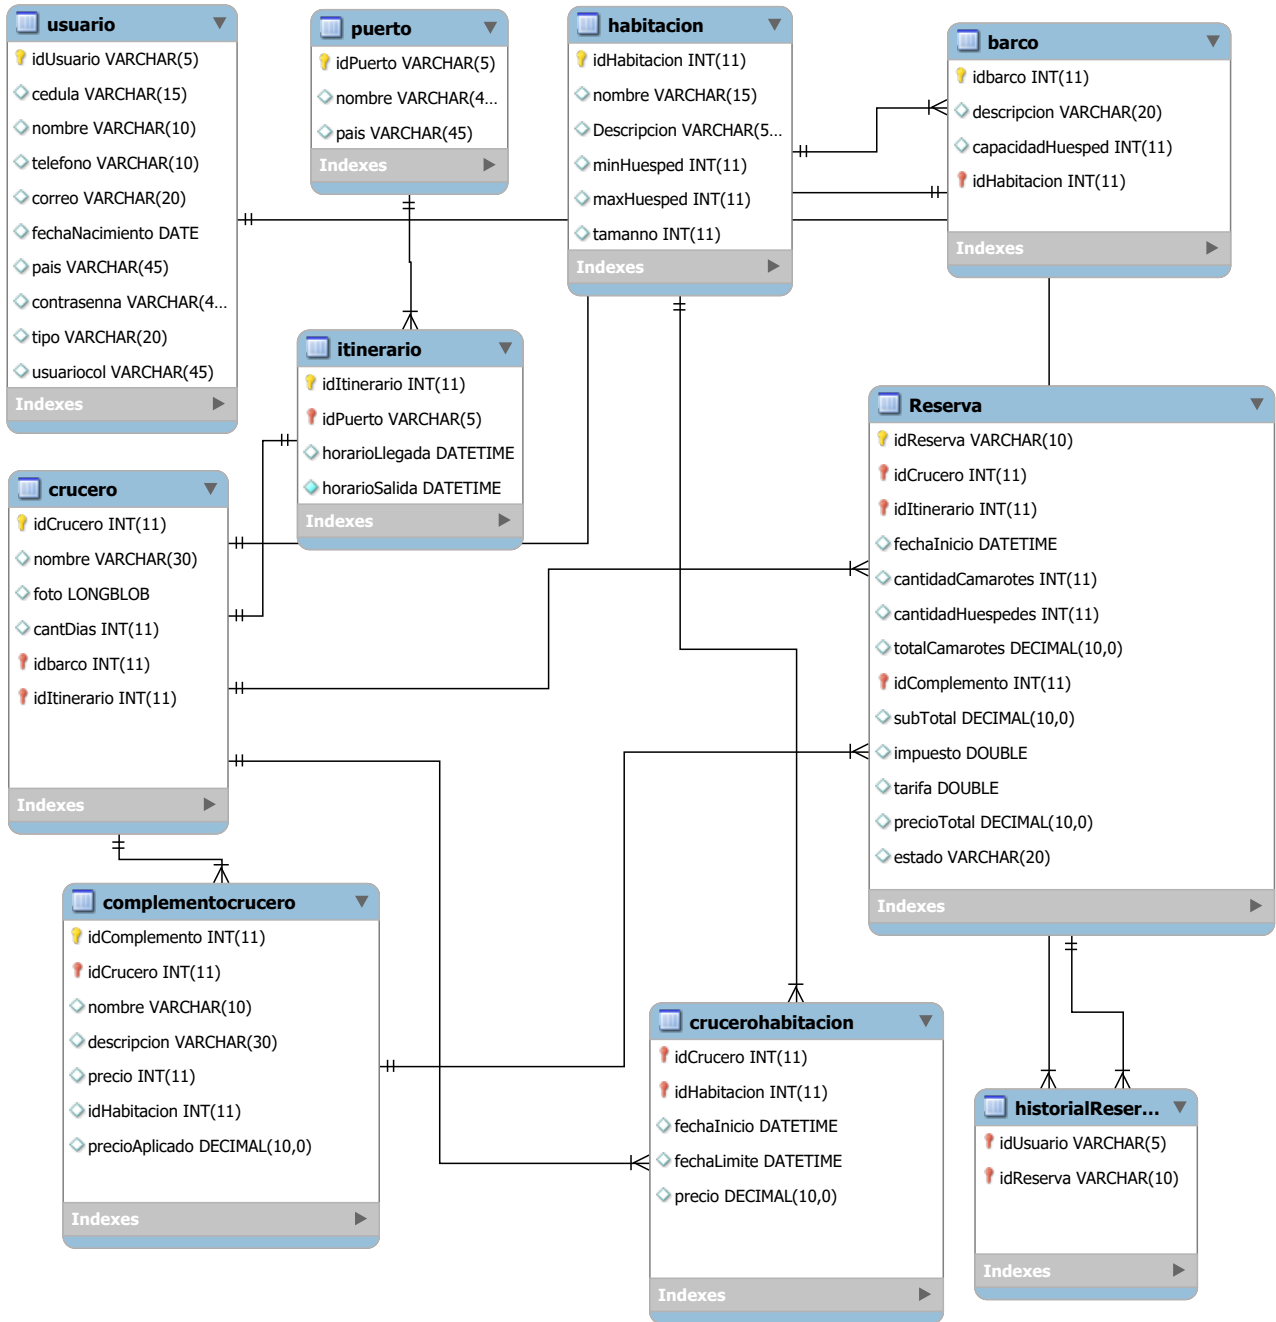 usuario
idUsuario VARCHAR(5)
cedula VARCHAR(15)
nombre VARCHAR(10)
telefono VARCHAR(10)
correo VARCHAR(20)
fechaNacimiento DATE
pais VARCHAR(45)
contrasenna VARCHAR(4...
tipo VARCHAR(20)
usuariocol VARCHAR(45)
Indexes
puerto
idPuerto VARCHAR(5)
nombre VARCHAR(4...
pais VARCHAR(45)
Indexes
habitacion
idHabitacion INT(11)
nombre VARCHAR(15)
Descripcion VARCHAR(5...
minHuesped INT(11)
maxHuesped INT(11)
tamanno INT(11)
Indexes
barco
idbarco INT(11)
descripcion VARCHAR(20)
capacidadHuesped INT(11)
idHabitacion INT(11)
Indexes
itinerario
idItinerario INT(11)
idPuerto VARCHAR(5)
horarioLlegada DATETIME
horarioSalida DATETIME
Indexes
crucero
idCrucero INT(11)
nombre VARCHAR(30)
foto LONGBLOB
cantDias INT(11)
idbarco INT(11)
idItinerario INT(11)
Indexes
Reserva
idReserva VARCHAR(10)
idCrucero INT(11)
idItinerario INT(11)
fechaInicio DATETIME
cantidadCamarotes INT(11)
cantidadHuespedes INT(11)
totalCamarotes DECIMAL(10,0)
idComplemento INT(11)
subTotal DECIMAL(10,0)
impuesto DOUBLE
tarifa DOUBLE
precioTotal DECIMAL(10,0)
estado VARCHAR(20)
Indexes
complementocrucero
idComplemento INT(11)
idCrucero INT(11)
nombre VARCHAR(10)
descripcion VARCHAR(30)
precio INT(11)
idHabitacion INT(11)
precioAplicado DECIMAL(10,0)
Indexes
crucerohabitacion
idCrucero INT(11)
idHabitacion INT(11)
fechaInicio DATETIME
fechaLimite DATETIME
precio DECIMAL(10,0)
Indexes
historialReser...
idUsuario VARCHAR(5)
idReserva VARCHAR(10)
Indexes